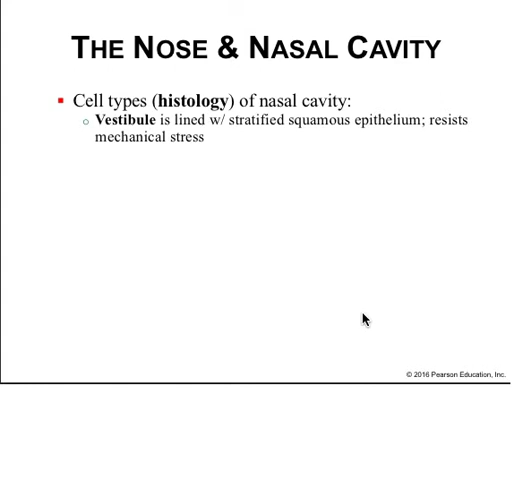 THE NOSE & NASAL CAVITY
Cell types (histology) of nasal cavity:
Vestibule is lined w/ stratified squamous epithelium; resists
mechanical stress
© 2016 Pearson Education, Inc.